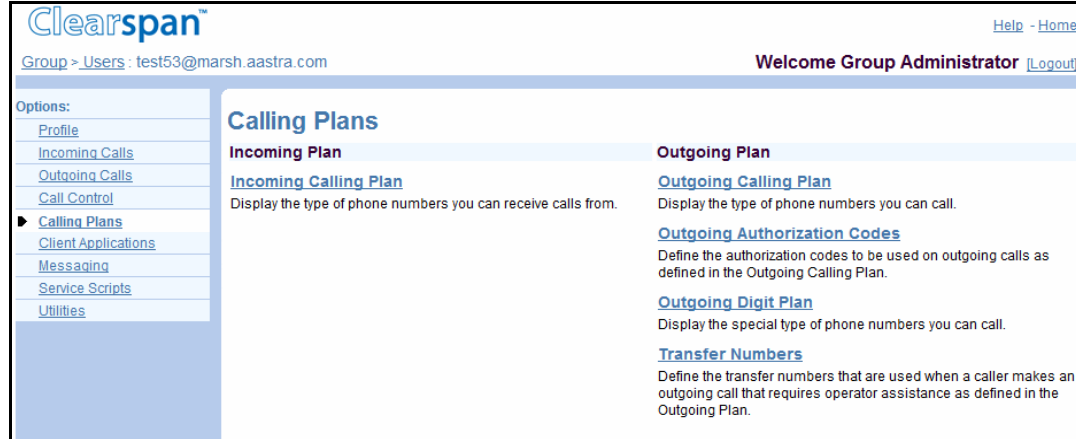 Clearspan™
Help - Home
Group > Users : test53@marsh.aastra.com
Welcome Group Administrator [Logout]
Options:
Profile
Incoming Calls
Outgoing Calls
Call Control
Calling Plans
Client Applications
Messaging
Service Scripts
Utilities
Calling Plans
Incoming Plan
Incoming Calling Plan
Display the type of phone numbers you can receive calls from.
Outgoing Plan
Outgoing Calling Plan
Display the type of phone numbers you can call.
Outgoing Authorization Codes
Define the authorization codes to be used on outgoing calls as
defined in the Outgoing Calling Plan.
Outgoing Digit Plan
Display the special type of phone numbers you can call.
Transfer Numbers
Define the transfer numbers that are used when a caller makes an
outgoing call that requires operator assistance as defined in the
Outgoing Plan.